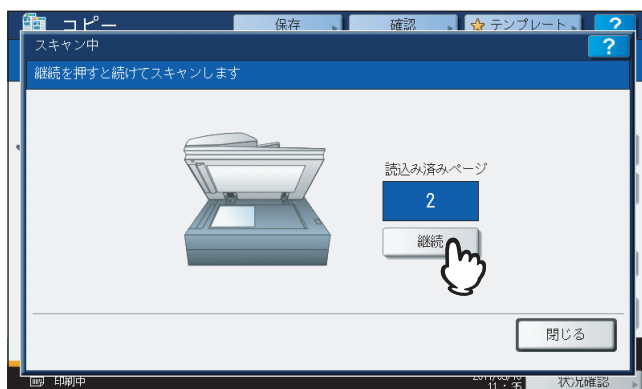 コピー
保存
確認
テンプレート
?
スキャン中
?
継続を押すと続けてスキャンします
読込み済みページ
2
継続
閉じる
印刷中
11:35
状況確認